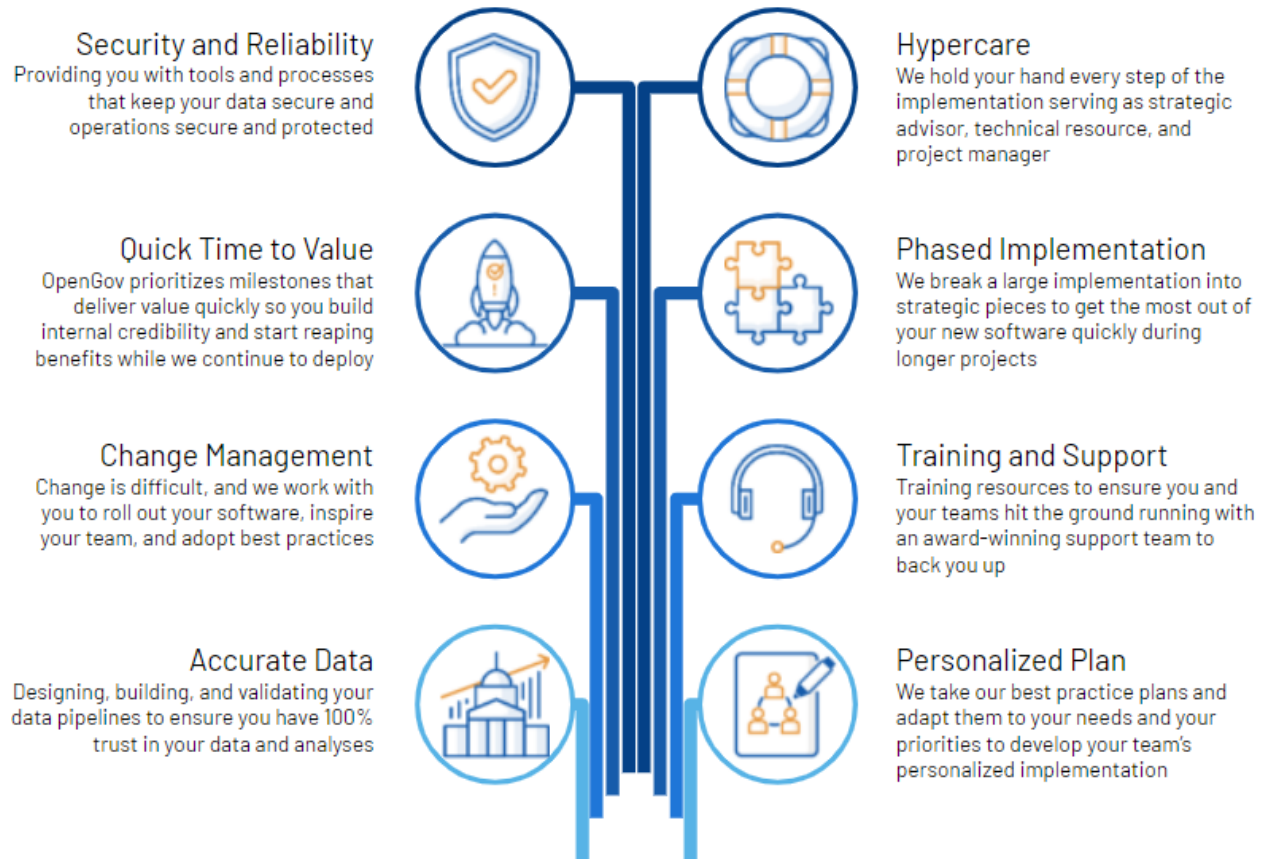 Security and Reliability
Providing you with tools and processes
that keep your data secure and
operations secure and protected
Hypercare
We hold your hand every step of the
implementation serving as strategic
advisor, technical resource, and
project manager
Quick Time to Value
OpenGov prioritizes milestones that
deliver value quickly so you build
internal credibility and start reaping
benefits while we continue to deploy
Phased Implementation
We break a large implementation into
strategic pieces to get the most out of
your new software quickly during
longer projects
Change Management
Change is difficult, and we work with
you to roll out your software, inspire
your team, and adopt best practices
Training and Support
Training resources to ensure you and
your teams hit the ground running with
an award-winning support team to
back you up
Accurate Data
Designing, building, and validating your
data pipelines to ensure you have 100%
trust in your data and analyses
Personalized Plan
We take our best practice plans and
adapt them to your needs and your
priorities to develop your team's
personalized implementation